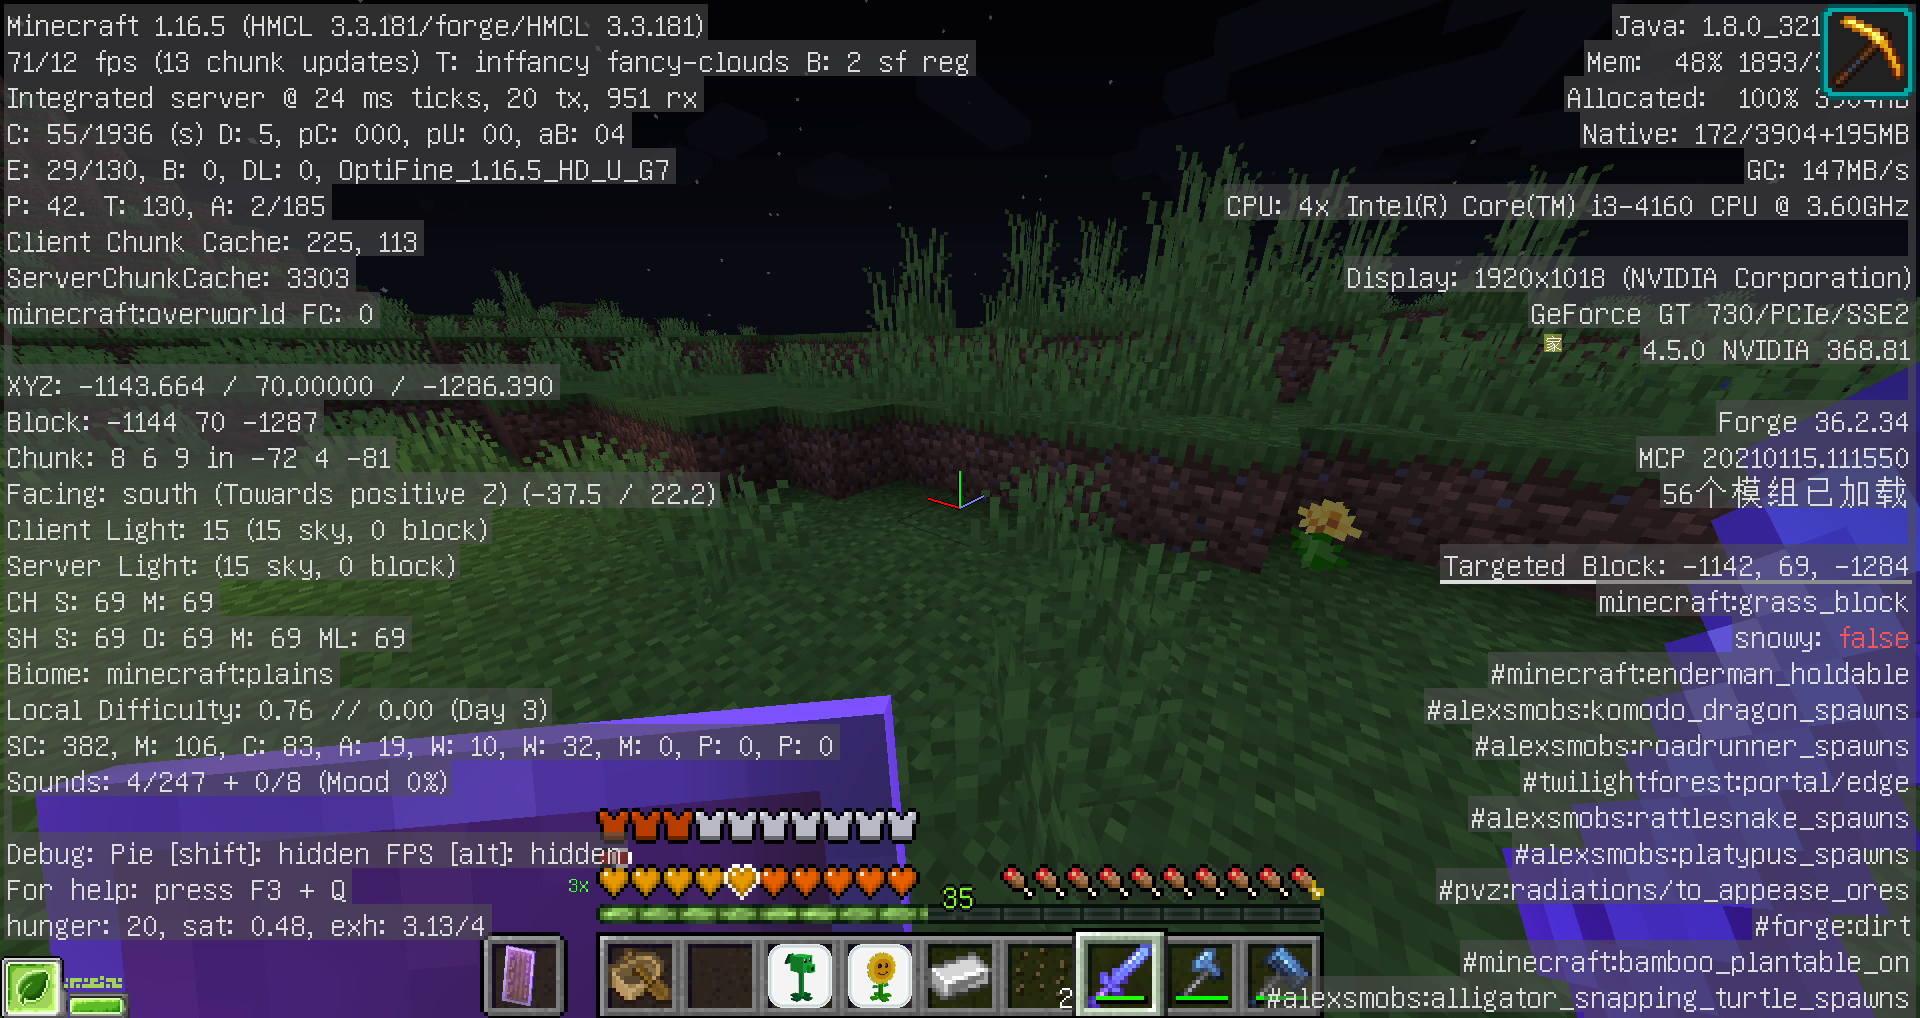 Minecraft 1.16.5 (HMCL 3.3.181/forge/HMCL 3.3.181)
71/12 fps (13 chunk updates) T: inffancy fancy-clouds B: 2 sf reg
Integrated server @ 24 ms ticks, 20 tx, 951 rx
C: 55/1936 (s) D: 5, pC: 000, pU: 00, aB: 04
E: 29/130, B: 0, DL: 0, OptiFine_1.16.5_HD_U_G7
P: 42. T: 130, A: 2/185
Client Chunk Cache: 225, 113
ServerChunkCache: 3303
minecraft:overworld FC: 0
XYZ: -1143.664 / 70.00000 / -1286.390
Block: -1144 70 -1287
Chunk: 8 6 9 in -72 4 -81
Facing: south (Towards positive Z) (-37.5 / 22.2)
Client Light: 15 (15 sky, 0 block)
Server Light: (15 sky, 0 block)
CH S: 69 M: 69
SH S: 69 O: 69 M: 69 ML: 69
Biome: minecraft:plains
Local Difficulty: 0.76 // 0.00 (Day 3)
SC: 382, M: 106, C: 83, A: 19, W: 10, W: 32, M: 0, P: 0, P: 0
Sounds: 4/247 + 0/8 (Mood 0%)
Debug: Pie [shift]: hidden FPS [alt]: hidden
For help: press F3 + Q
hunger: 20, sat: 0.48, exh: 3.13/4
Java: 1.8.0_321
Mem: 48% 1893/
Allocated: 100% 3904MB
Native: 172/3904+195MB
GC: 147MB/s
CPU: 4x Intel(R) Core(TM) i3-4160 CPU @ 3.60GHz
Display: 1920x1018 (NVIDIA Corporation)
GeForce GT 730/PCIe/SSE2
家
4.5.0 NVIDIA 368.81
Forge 36.2.34
MCP 20210115.111550
56个模组已加载
Targeted Block: -1142, 69, -1284
minecraft:grass_block
snowy: false
#minecraft:enderman_holdable
#alexsmobs:komodo_dragon_spawns
#alexsmobs:roadrunner_spawns
#twilightforest:portal/edge
#alexsmobs:rattlesnake_spawns
#alexsmobs:platypus_spawns
#pvz:radiations/to_appease_ores
#forge:dirt
#minecraft:bamboo_plantable_on
#alexsmobs:alligator_snapping_turtle_spawns
3x
35
2